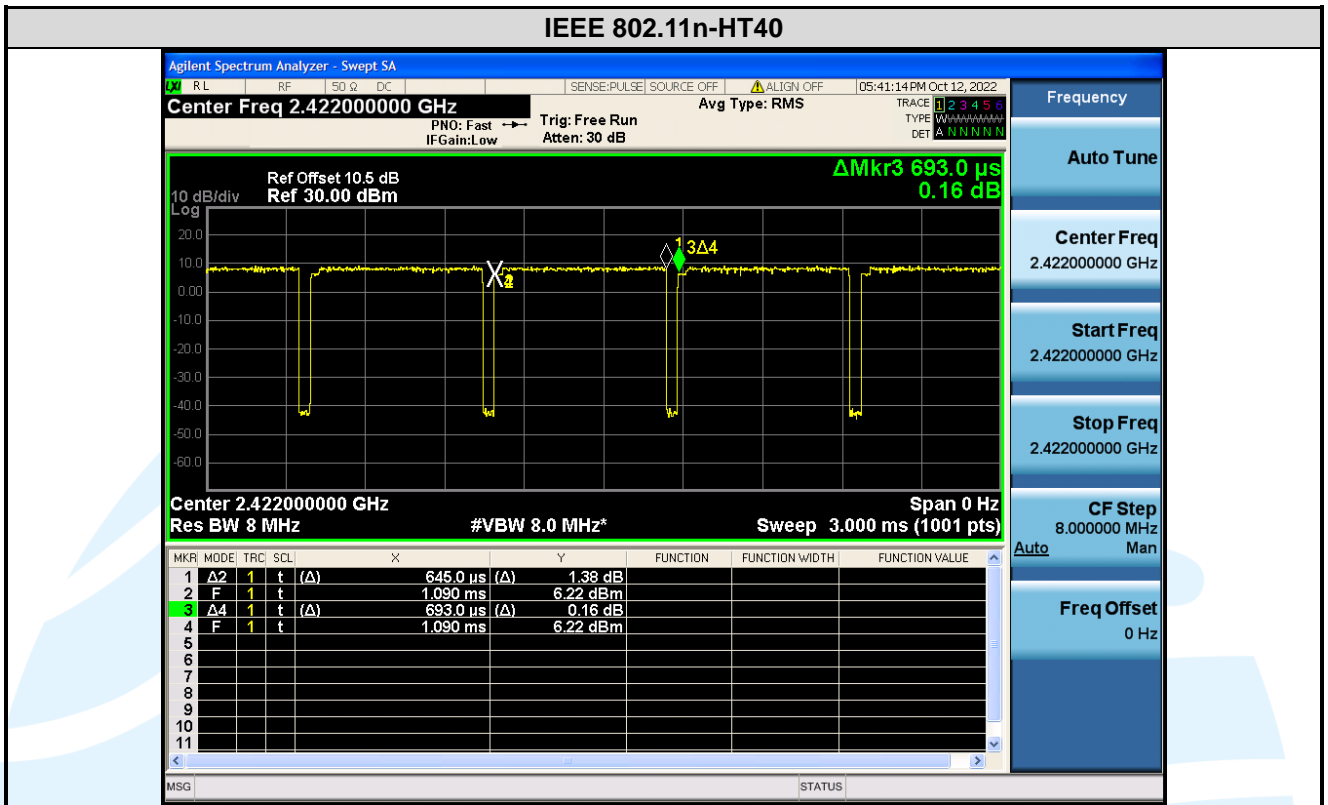 IEEE 802.11n-HT40
Agilent Spectrum Analyzer - Swept SA
LXI RL RF 50 Ω DC SENSE:PULSE SOURCE OFF ALIGN OFF 05:41:14 PM Oct 12, 2022
Center Freq 2.422000000 GHz
PNO: Fast
IFGain:Low
Trig: Free Run
Atten: 30 dB
Avg Type: RMS
TRACE 1 2 3 4 5 6
TYPE
DET A N N N N N
ΔMkr3 693.0 µs
0.16 dB
Ref Offset 10.5 dB
10 dB/div Ref 30.00 dBm
Log
20.0
10.0
0.00
-10.0
-20.0
-30.0
-40.0
-50.0
-60.0
1
3Δ4
Center 2.422000000 GHz Span 0 Hz
Res BW 8 MHz #VBW 8.0 MHz* Sweep 3.000 ms (1001 pts)
MKR MODE TRC SCL X Y FUNCTION FUNCTION WIDTH FUNCTION VALUE
1 Δ2 1 t (Δ) 645.0 µs (Δ) 1.38 dB
2 F 1 t 1.090 ms 6.22 dBm
3 Δ4 1 t (Δ) 693.0 µs (Δ) 0.16 dB
4 F 1 t 1.090 ms 6.22 dBm
5
6
7
8
9
10
11
MSG STATUS
Frequency
Auto Tune
Center Freq
2.422000000 GHz
Start Freq
2.422000000 GHz
Stop Freq
2.422000000 GHz
CF Step
8.000000 MHz
Auto Man
Freq Offset
0 Hz